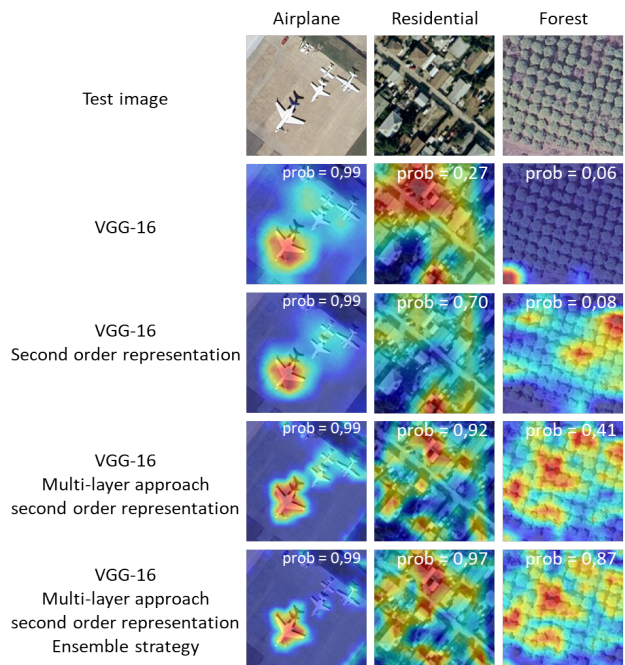 Airplane Residential Forest
Test image
VGG-16
prob = 0,99 prob = 0,27 prob = 0,06
VGG-16
Second order representation
prob = 0,99 prob = 0,70 prob = 0,08
VGG-16
Multi-layer approach
second order representation
prob = 0,99 prob = 0,92 prob = 0,41
VGG-16
Multi-layer approach
second order representation
Ensemble strategy
prob = 0,99 prob = 0,97 prob = 0,87